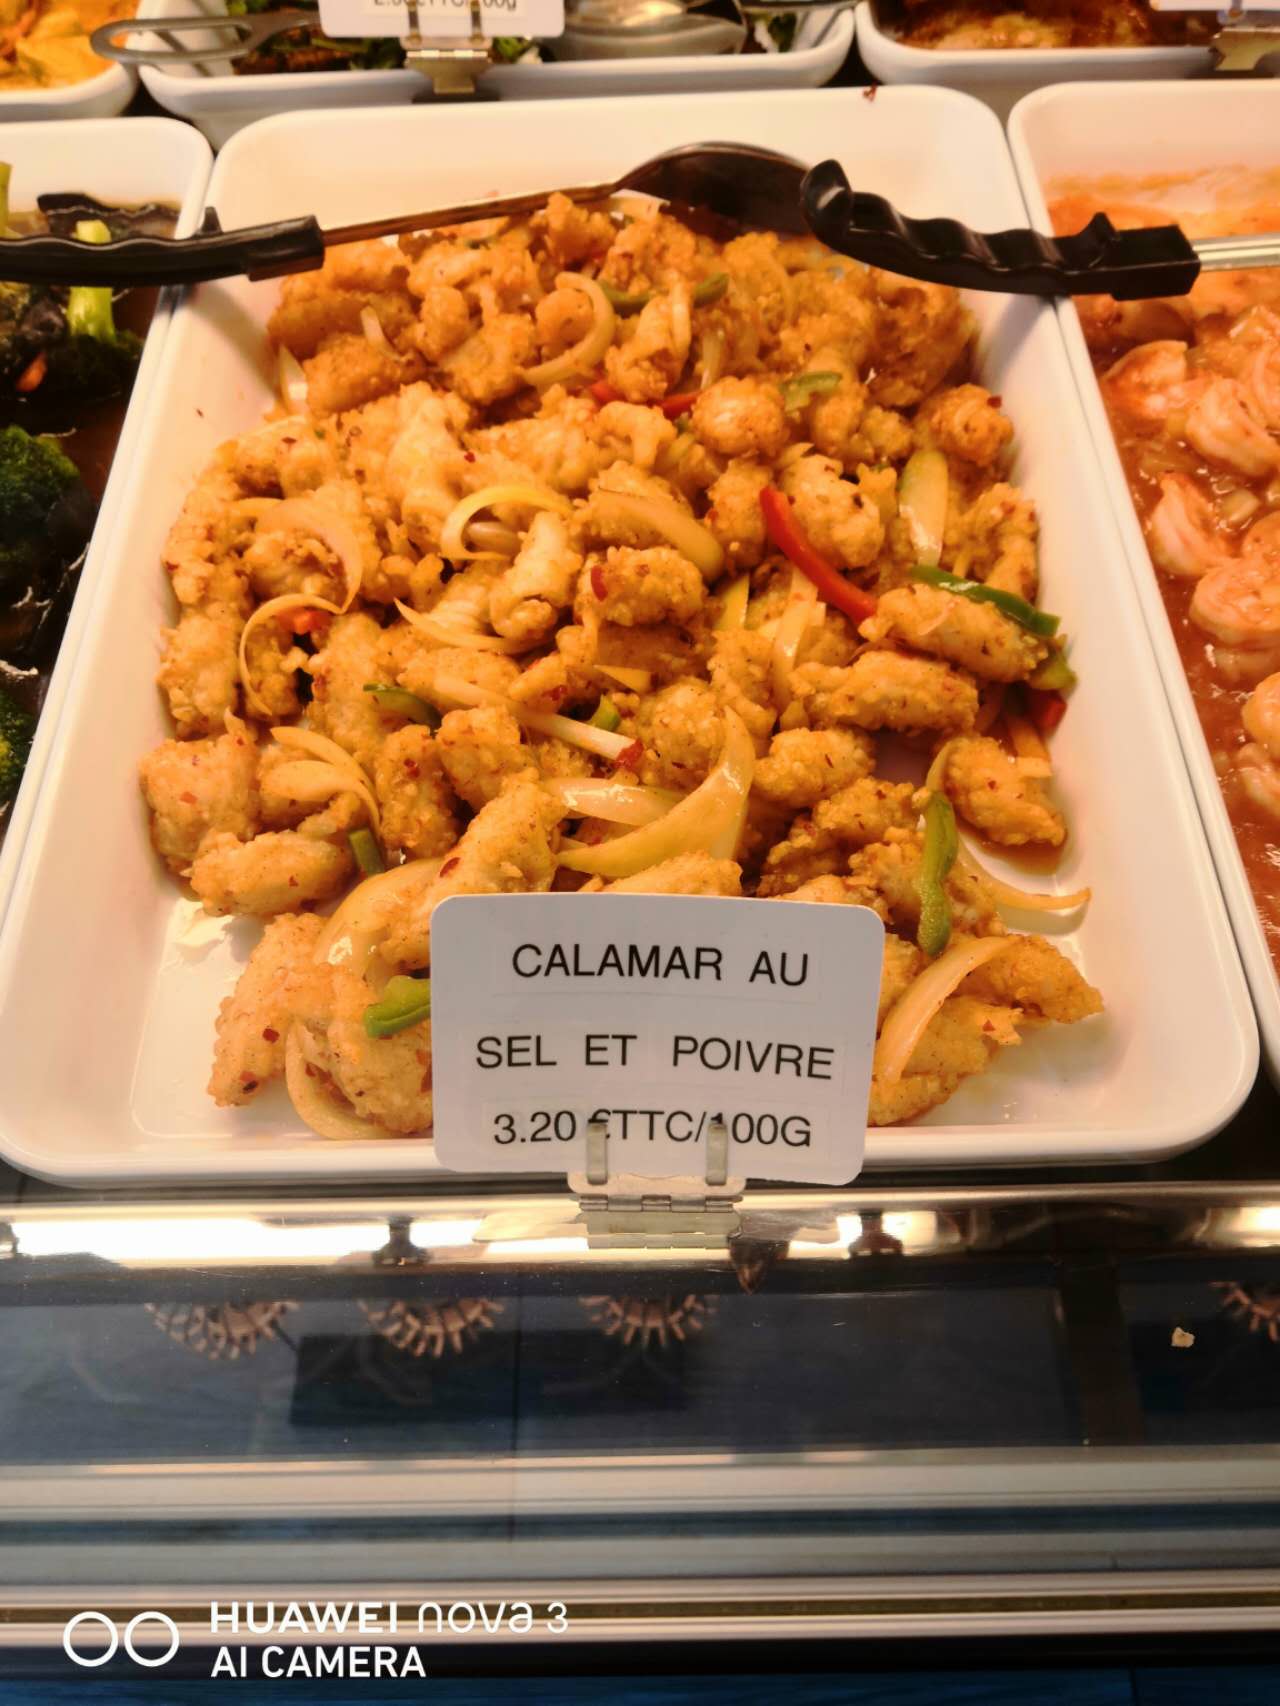 CALAMAR AU
SEL ET POIVRE
3.20 €TTC/100G
HUAWEI nova 3
AI CAMERA